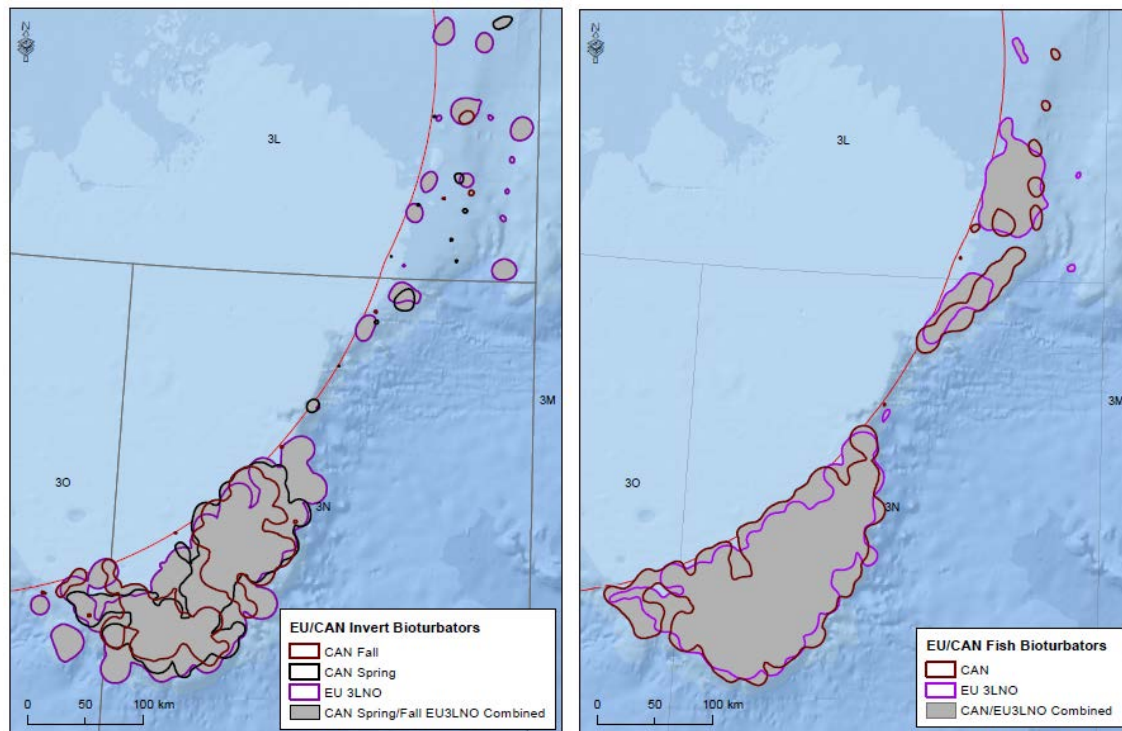 N
3L
3M
3O
3N
EU/CAN Invert Bioturbators
CAN Fall
CAN Spring
EU 3LNO
CAN Spring/Fall EU3LNO Combined
0 50 100 km
N
3L
3M
3O
3N
EU/CAN Fish Bioturbators
CAN
EU 3LNO
CAN/EU3LNO Combined
0 50 100 km